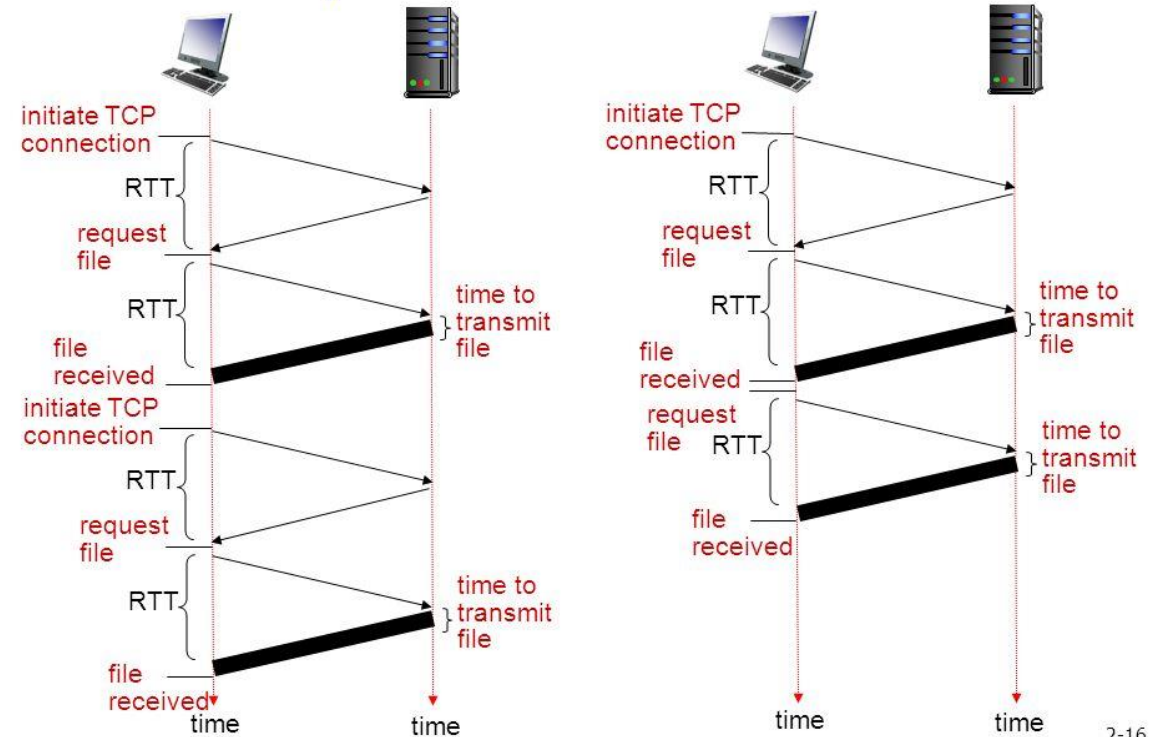 initiate TCP
connection
RTT
request
file
RTT
time to
transmit
file
file
received
initiate TCP
connection
RTT
request
file
RTT
time to
transmit
file
file
received
time
time
initiate TCP
connection
RTT
request
file
RTT
time to
transmit
file
file
received
request
file
RTT
time to
transmit
file
file
received
time
time
2-16